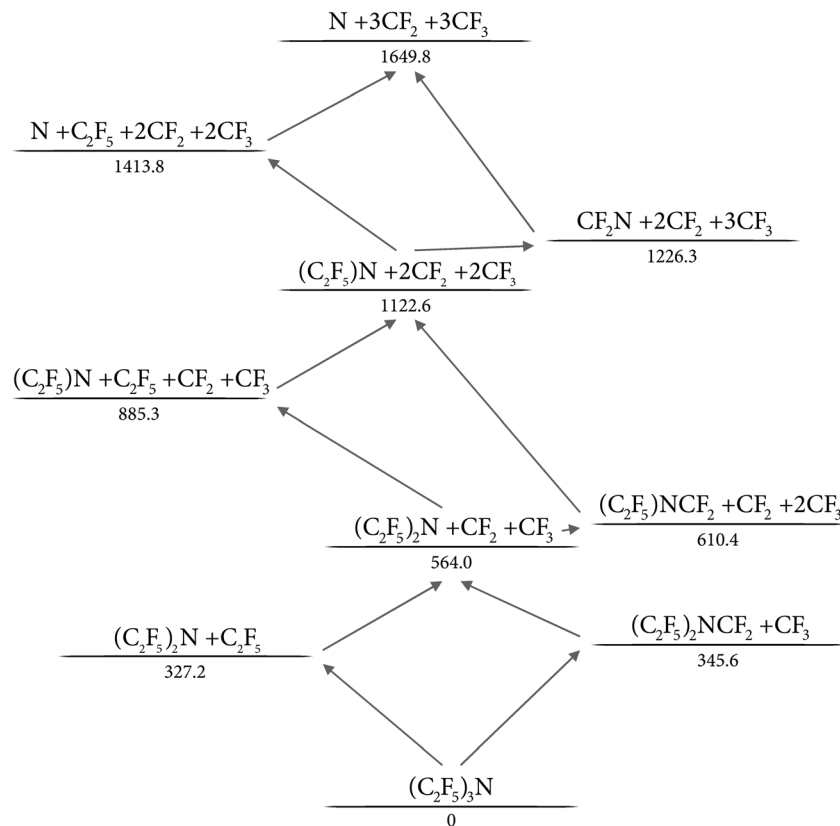 N +3CF₂ +3CF₃
1649.8
N +C₂F₅ +2CF₂ +2CF₃
1413.8
CF₂N +2CF₂ +3CF₃
1226.3
(C₂F₅)N +2CF₂ +2CF₃
1122.6
(C₂F₅)N +C₂F₅ +CF₂ +CF₃
885.3
(C₂F₅)NCF₂ +CF₂ +2CF₃
610.4
(C₂F₅)₂N +CF₂ +CF₃
564.0
(C₂F₅)₂N +C₂F₅
327.2
(C₂F₅)₂NCF₂ +CF₃
345.6
(C₂F₅)₃N
0